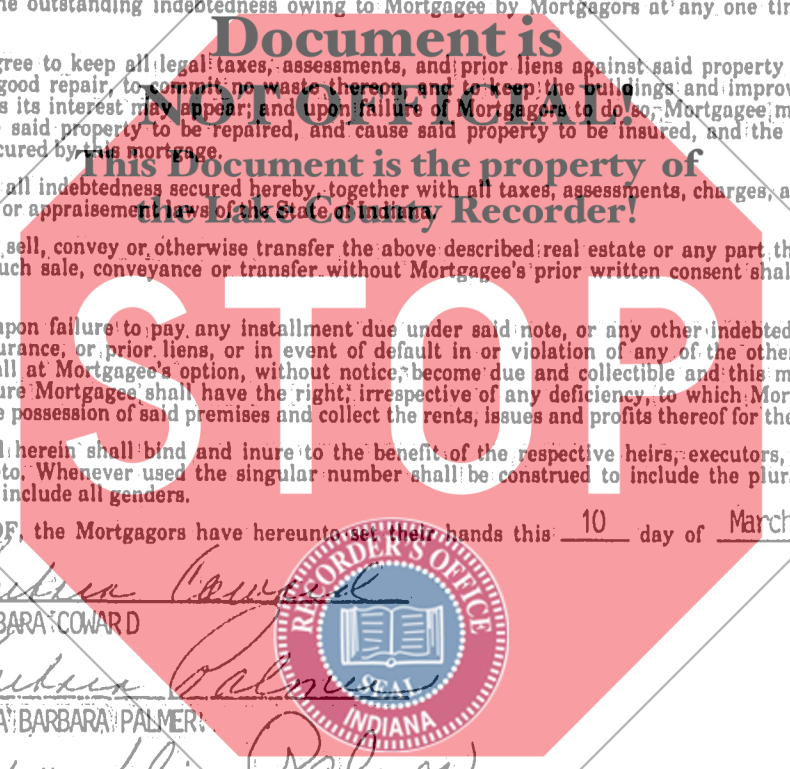 he outstanding indebtedness owing to Mortgagee by Mortgagors at any one tim
Document is
ree to keep all legal taxes, assessments, and prior liens against said property
NOT OFFICIAL!
good repair, to commit no waste thereon, and to keep the buildings and improv
s its interest may appear; and upon failure of Mortgagors to do so, Mortgagee m
said property to be repaired, and cause said property to be insured, and the
cured by this mortgage.
This Document is the property of
all indebtedness secured hereby, together with all taxes, assessments, charges, a
the Lake County Recorder!
or appraisement laws of the State of Indiana.
sell, convey or otherwise transfer the above described real estate or any part th
uch sale, conveyance or transfer without Mortgagee's prior written consent shal
STOP
upon failure to pay any installment due under said note, or any other indebted
urance, or prior liens, or in event of default in or violation of any of the other
all at Mortgagee's option, without notice, become due and collectible and this m
ure Mortgagee shall have the right, irrespective of any deficiency, to which Mor
e possession of said premises and collect the rents, issues and profits thereof for the
herein shall bind and inure to the benefit of the respective heirs, executors,
eto. Whenever used the singular number shall be construed to include the plur
include all genders.
OF, the Mortgagors have hereunto set their hands this 10 day of March
Coward
BARA COWARD
RECORDER'S OFFICE
SEAL
INDIANA
Palmer
A BARBARA PALMER